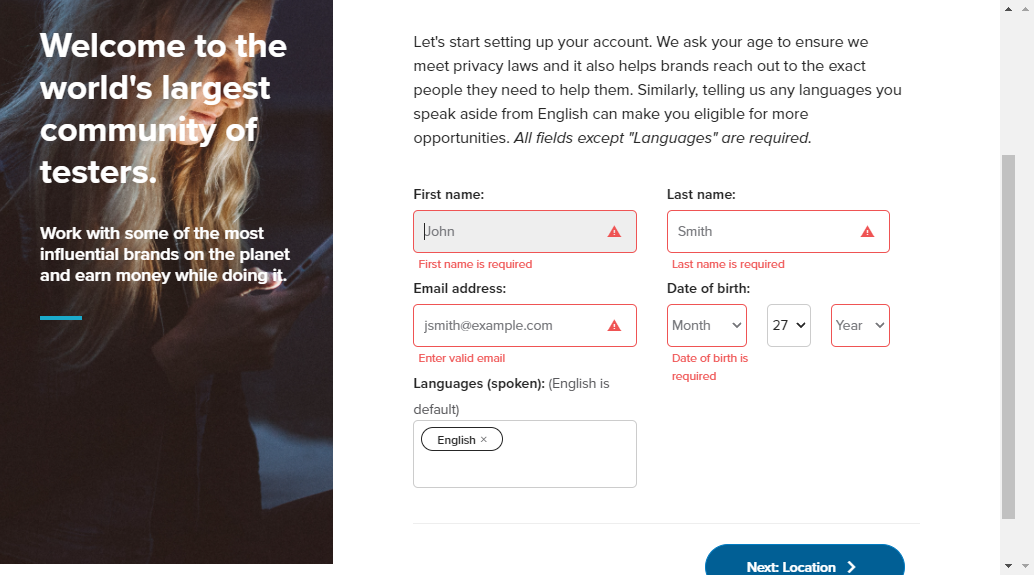 Welcome to the
world's largest
community of
testers.
Work with some of the most
influential brands on the planet
and earn money while doing it.
Let's start setting up your account. We ask your age to ensure we
meet privacy laws and it also helps brands reach out to the exact
people they need to help them. Similarly, telling us any languages you
speak aside from English can make you eligible for more
opportunities. All fields except "Languages" are required.
First name:
Last name:
John
Smith
First name is required
Last name is required
Email address:
Date of birth:
jsmith@example.com
Month
27
Year
Enter valid email
Date of birth is
required
Languages (spoken): (English is
default)
English ×
Next: Location